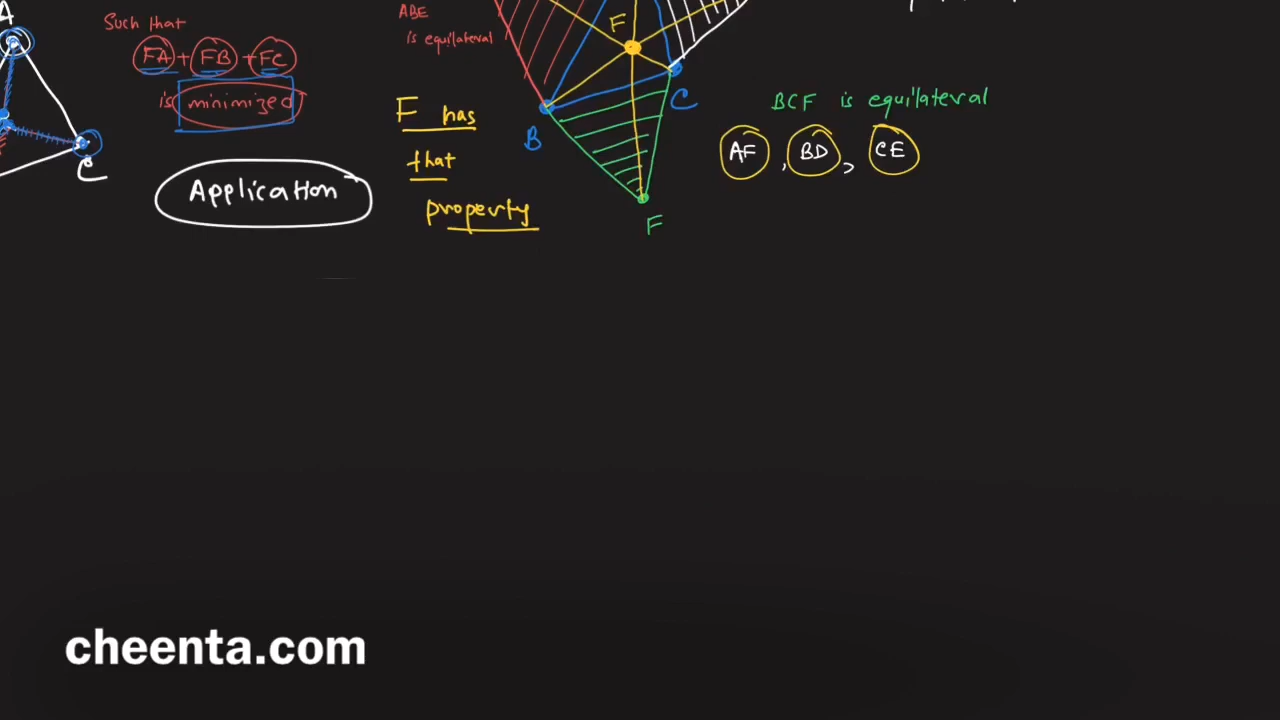 A
Such that
FA + FB + FC
is minimized
C
Application
ABE
is equilateral
F has
that
property
F
B
C
F
BCF is equilateral
AF, BD, CE
cheenta.com